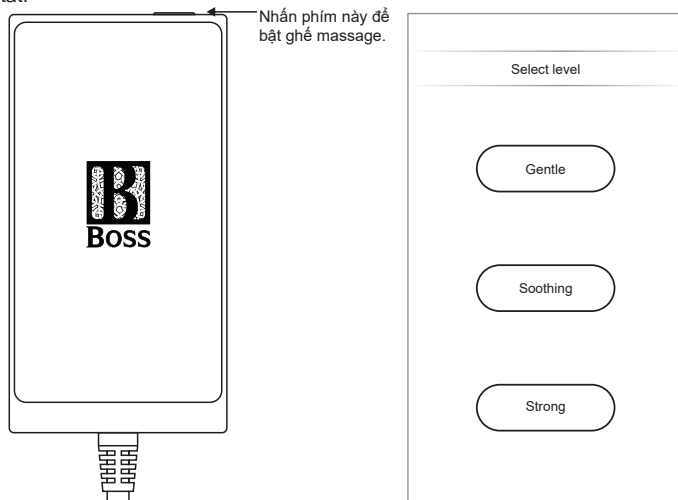 Nhấn phím này để
bật ghế massage.
B
BOSS
Select level
Gentle
Soothing
Strong